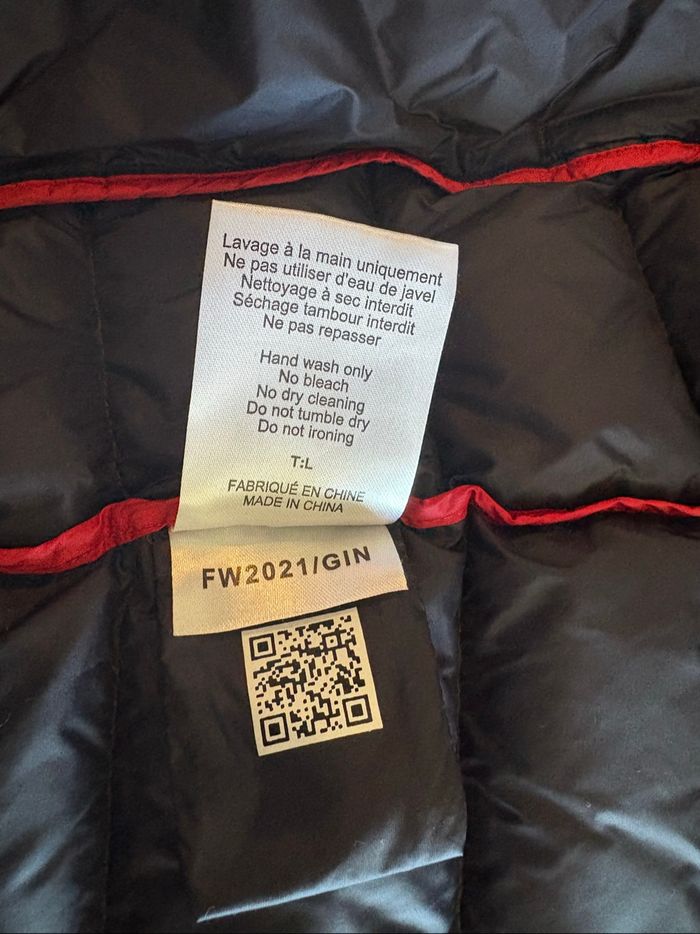 Lavage à la main uniquement
Ne pas utiliser d'eau de javel
Nettoyage à sec interdit
Séchage tambour interdit
Ne pas repasser
Hand wash only
No bleach
No dry cleaning
Do not tumble dry
Do not ironing
T:L
FABRIQUÉ EN CHINE
MADE IN CHINA
FW2021/GIN